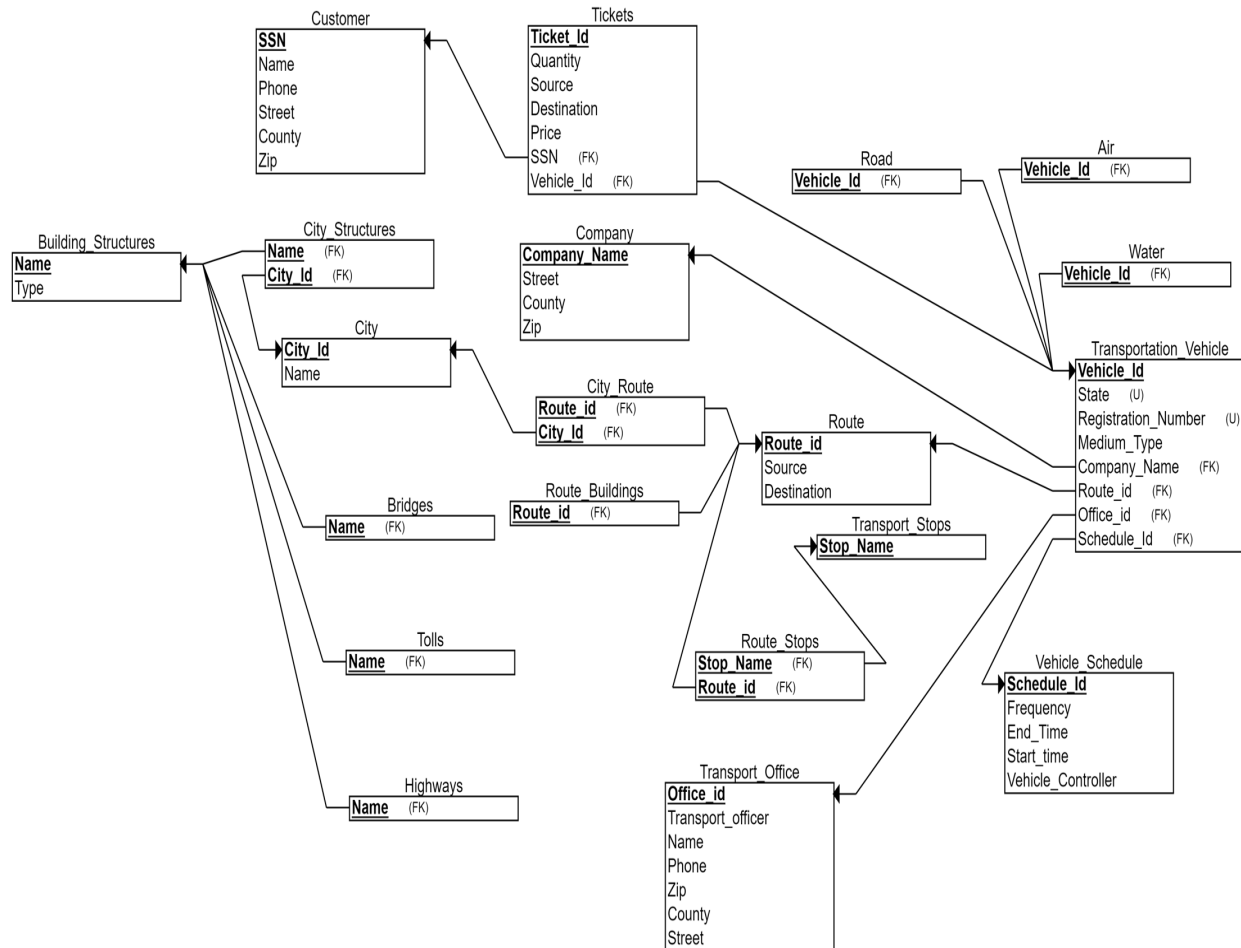 Customer
SSN
Name
Phone
Street
County
Zip
Tickets
Ticket_Id
Quantity
Source
Destination
Price
SSN (FK)
Vehicle_Id (FK)
Road
Vehicle_Id (FK)
Air
Vehicle_Id (FK)
Water
Vehicle_Id (FK)
Building_Structures
Name
Type
City_Structures
Name (FK)
City_Id (FK)
Company
Company_Name
Street
County
Zip
City
City_Id
Name
Transportation_Vehicle
Vehicle_Id
State (U)
Registration_Number (U)
Medium_Type
Company_Name (FK)
Route_id (FK)
Office_id (FK)
Schedule_Id (FK)
City_Route
Route_id (FK)
City_Id (FK)
Route
Route_id
Source
Destination
Route_Buildings
Route_id (FK)
Bridges
Name (FK)
Transport_Stops
Stop_Name
Tolls
Name (FK)
Route_Stops
Stop_Name (FK)
Route_id (FK)
Vehicle_Schedule
Schedule_Id
Frequency
End_Time
Start_time
Vehicle_Controller
Highways
Name (FK)
Transport_Office
Office_id
Transport_officer
Name
Phone
Zip
County
Street